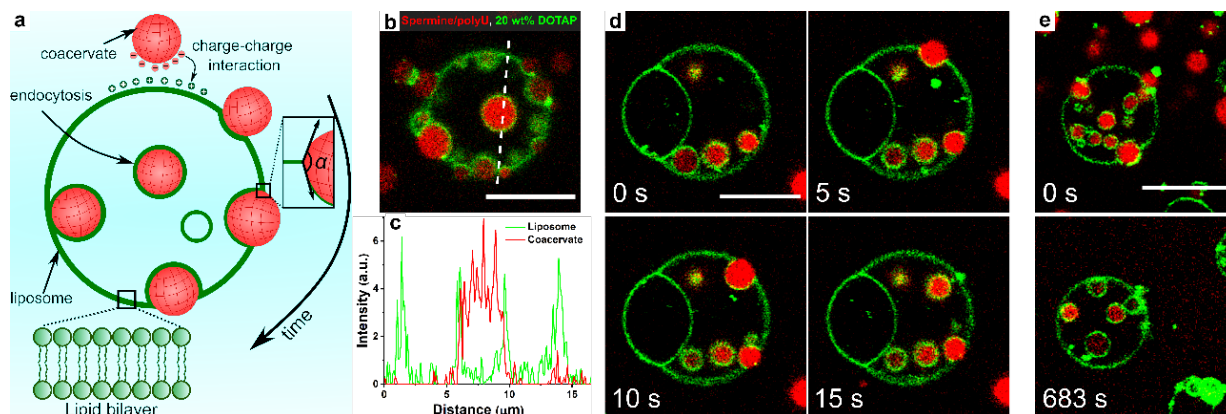 a
coacervate
charge-charge
interaction
endocytosis
α
liposome
time
Lipid bilayer
b
Spermine/polyU, 20 wt% DOTAP
c
Liposome
Coacervate
Intensity (a.u.)
6
4
2
0
0 5 10 15
Distance (μm)
d
0 s
5 s
10 s
15 s
e
0 s
683 s